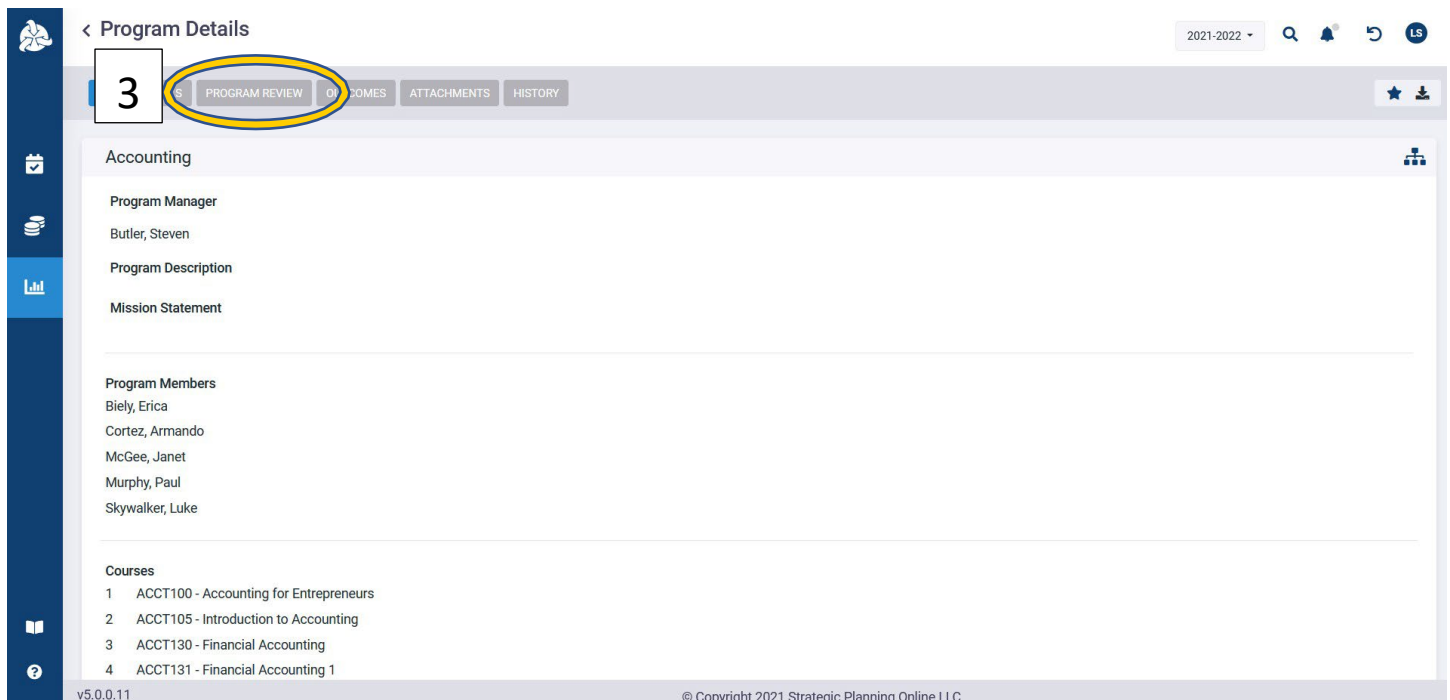 Program Details
2021-2022
LS
3
S
PROGRAM REVIEW
OUTCOMES
ATTACHMENTS
HISTORY
Accounting
Program Manager
Butler, Steven
Program Description
Mission Statement
Program Members
Biely, Erica
Cortez, Armando
McGee, Janet
Murphy, Paul
Skywalker, Luke
Courses
1 ACCT100 - Accounting for Entrepreneurs
2 ACCT105 - Introduction to Accounting
3 ACCT130 - Financial Accounting
4 ACCT131 - Financial Accounting 1
v5.0.0.11
© Copyright 2021 Strategic Planning Online LLC